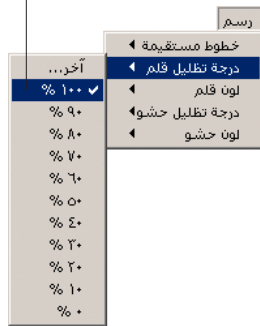 رسم
خطوط مستقيمة
درجة تظليل قلم
لون قلم
درجة تظليل حشو
لون حشو
آخر...
١٠٠ %
٩٠ %
٨٠ %
٧٠ %
٦٠ %
٥٠ %
٤٠ %
٣٠ %
٢٠ %
١٠ %
٠ %